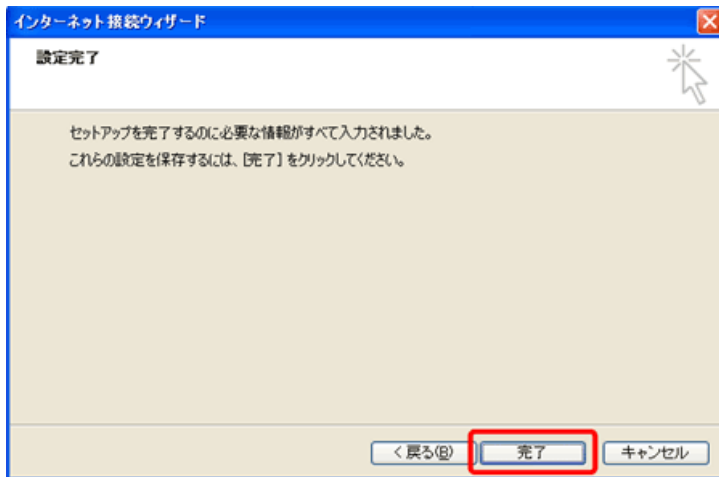 インターネット接続ウィザード
設定完了
セットアップを完了するのに必要な情報がすべて入力されました。
これらの設定を保存するには、[完了] をクリックしてください。
< 戻る(B)
完了
キャンセル